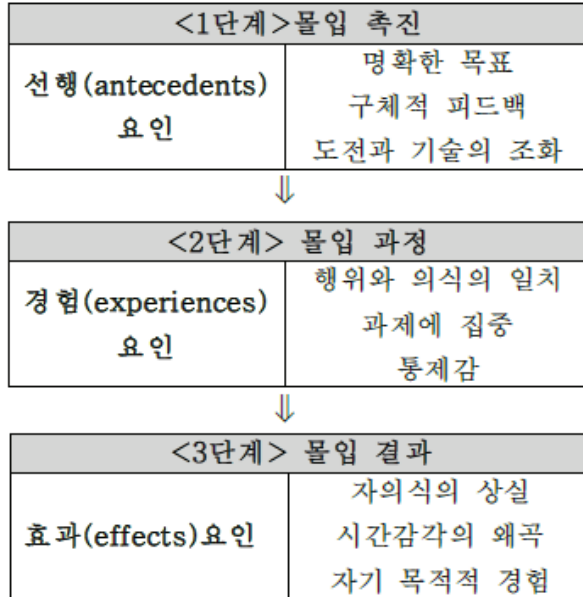 <1단계>몰입 촉진
선행(antecedents)
요인
명확한 목표
구체적 피드백
도전과 기술의 조화
⇓
<2단계> 몰입 과정
경험(experiences)
요인
행위와 의식의 일치
과제에 집중
통제감
⇓
<3단계> 몰입 결과
효과(effects)요인
자의식의 상실
시간감각의 왜곡
자기 목적적 경험